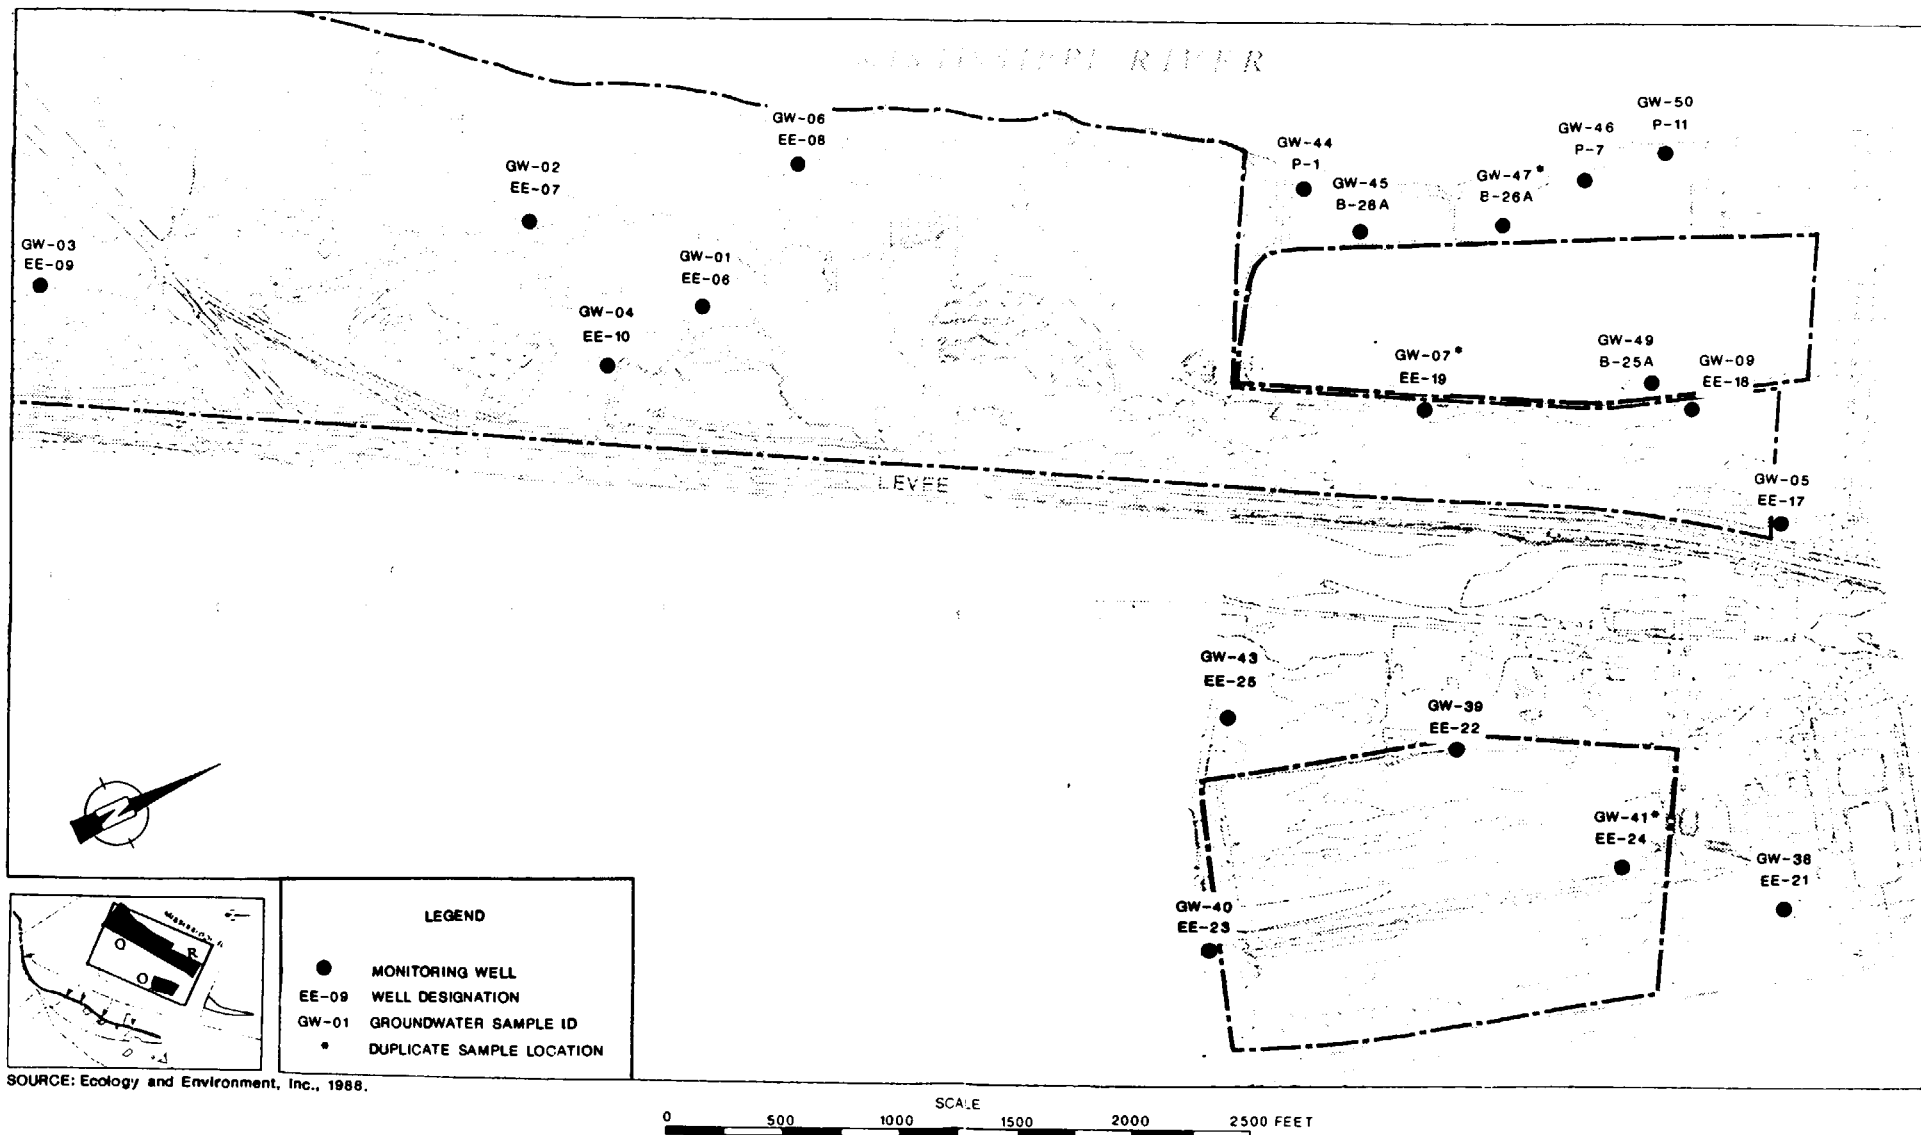 MISSISSIPPI RIVER
GW-50
P-11
GW-06
EE-08
GW-46
P-7
GW-44
P-1
GW-02
EE-07
GW-47*
B-26A
GW-45
B-28A
GW-03
EE-09
GW-01
EE-06
GW-04
EE-10
GW-49
B-25A
GW-07*
EE-19
GW-09
EE-18
LEVEE
GW-05
EE-17
GW-43
EE-25
GW-39
EE-22
GW-41*
EE-24
GW-38
EE-21
GW-40
EE-23
N
Q
R
O
LEGEND
MONITORING WELL
EE-09 WELL DESIGNATION
GW-01 GROUNDWATER SAMPLE ID
* DUPLICATE SAMPLE LOCATION
SOURCE: Ecology and Environment, Inc., 1988.
SCALE
0 500 1000 1500 2000 2500 FEET